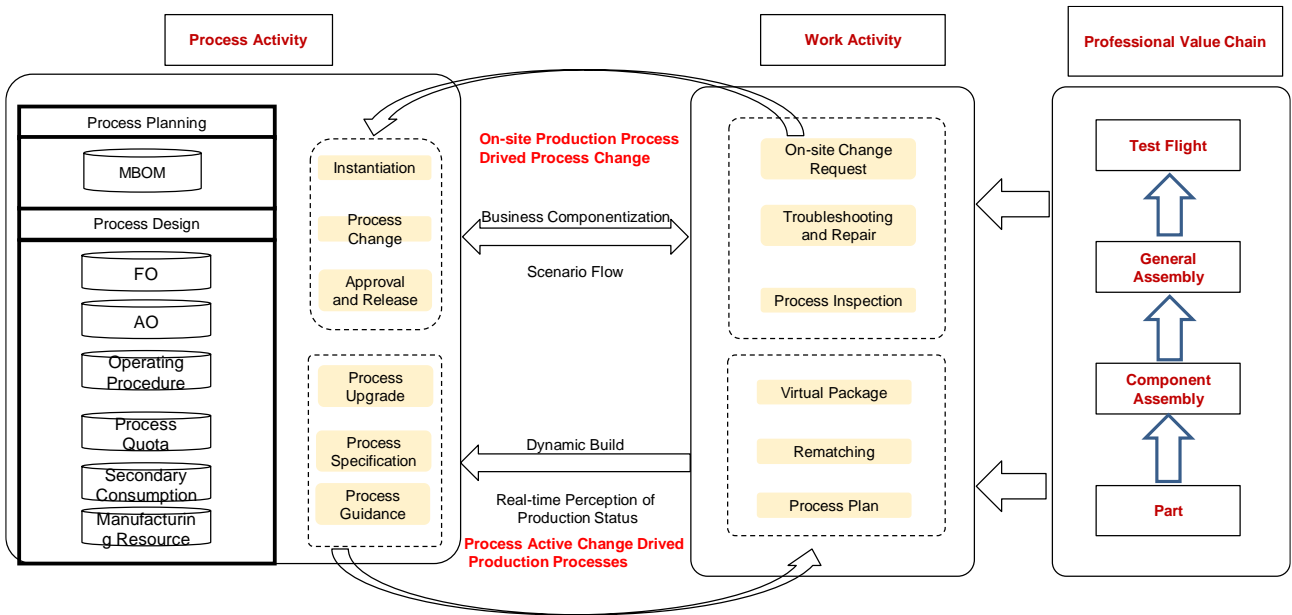 Process Activity
Work Activity
Professional Value Chain
Process Planning
MBOM
Process Design
FO
AO
Operating
Procedure
Process
Quota
Secondary
Consumption
Manufacturin
g Resource
Instantiation
Process
Change
Approval
and Release
Process
Upgrade
Process
Specification
Process
Guidance
On-site Production Process
Drived Process Change
Business Componentization
Scenario Flow
Dynamic Build
Real-time Perception of
Production Status
Process Active Change Drived
Production Processes
On-site Change
Request
Troubleshooting
and Repair
Process Inspection
Virtual Package
Rematching
Process Plan
Test Flight
General
Assembly
Component
Assembly
Part